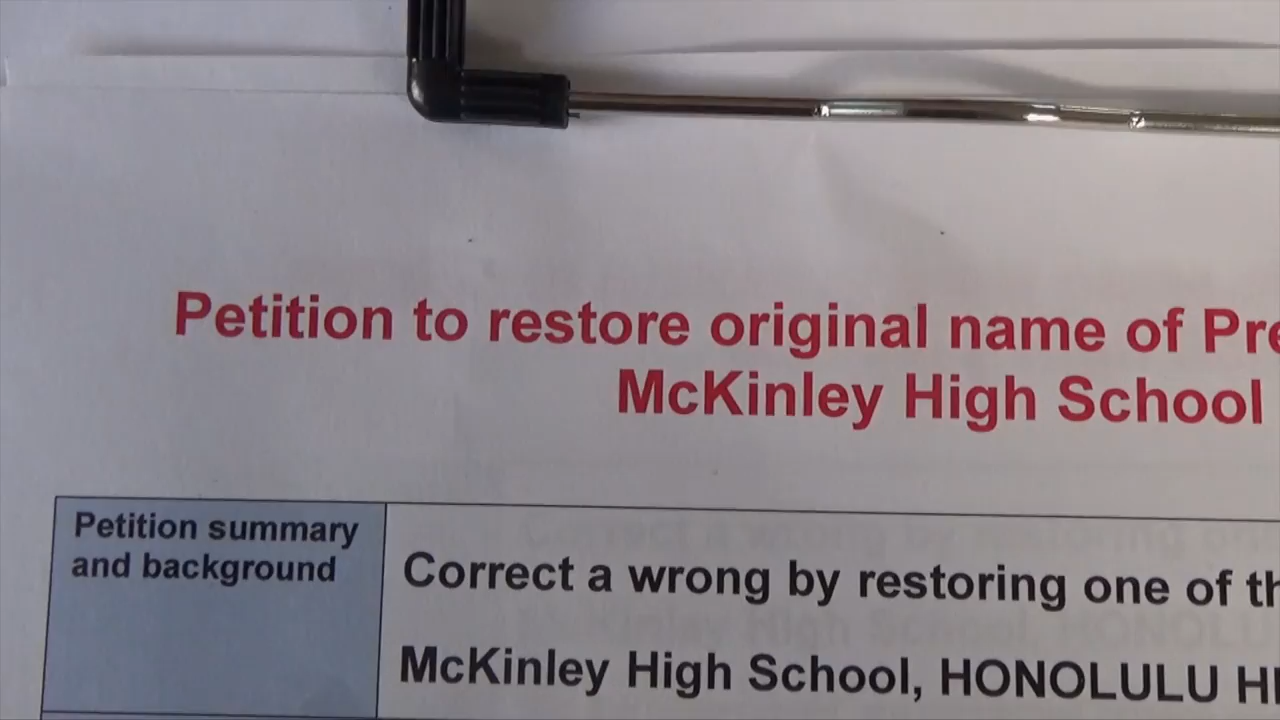 Petition to restore original name of Pre
McKinley High School
Petition summary
and background
Correct a wrong by restoring one of th
McKinley High School, HONOLULU HI